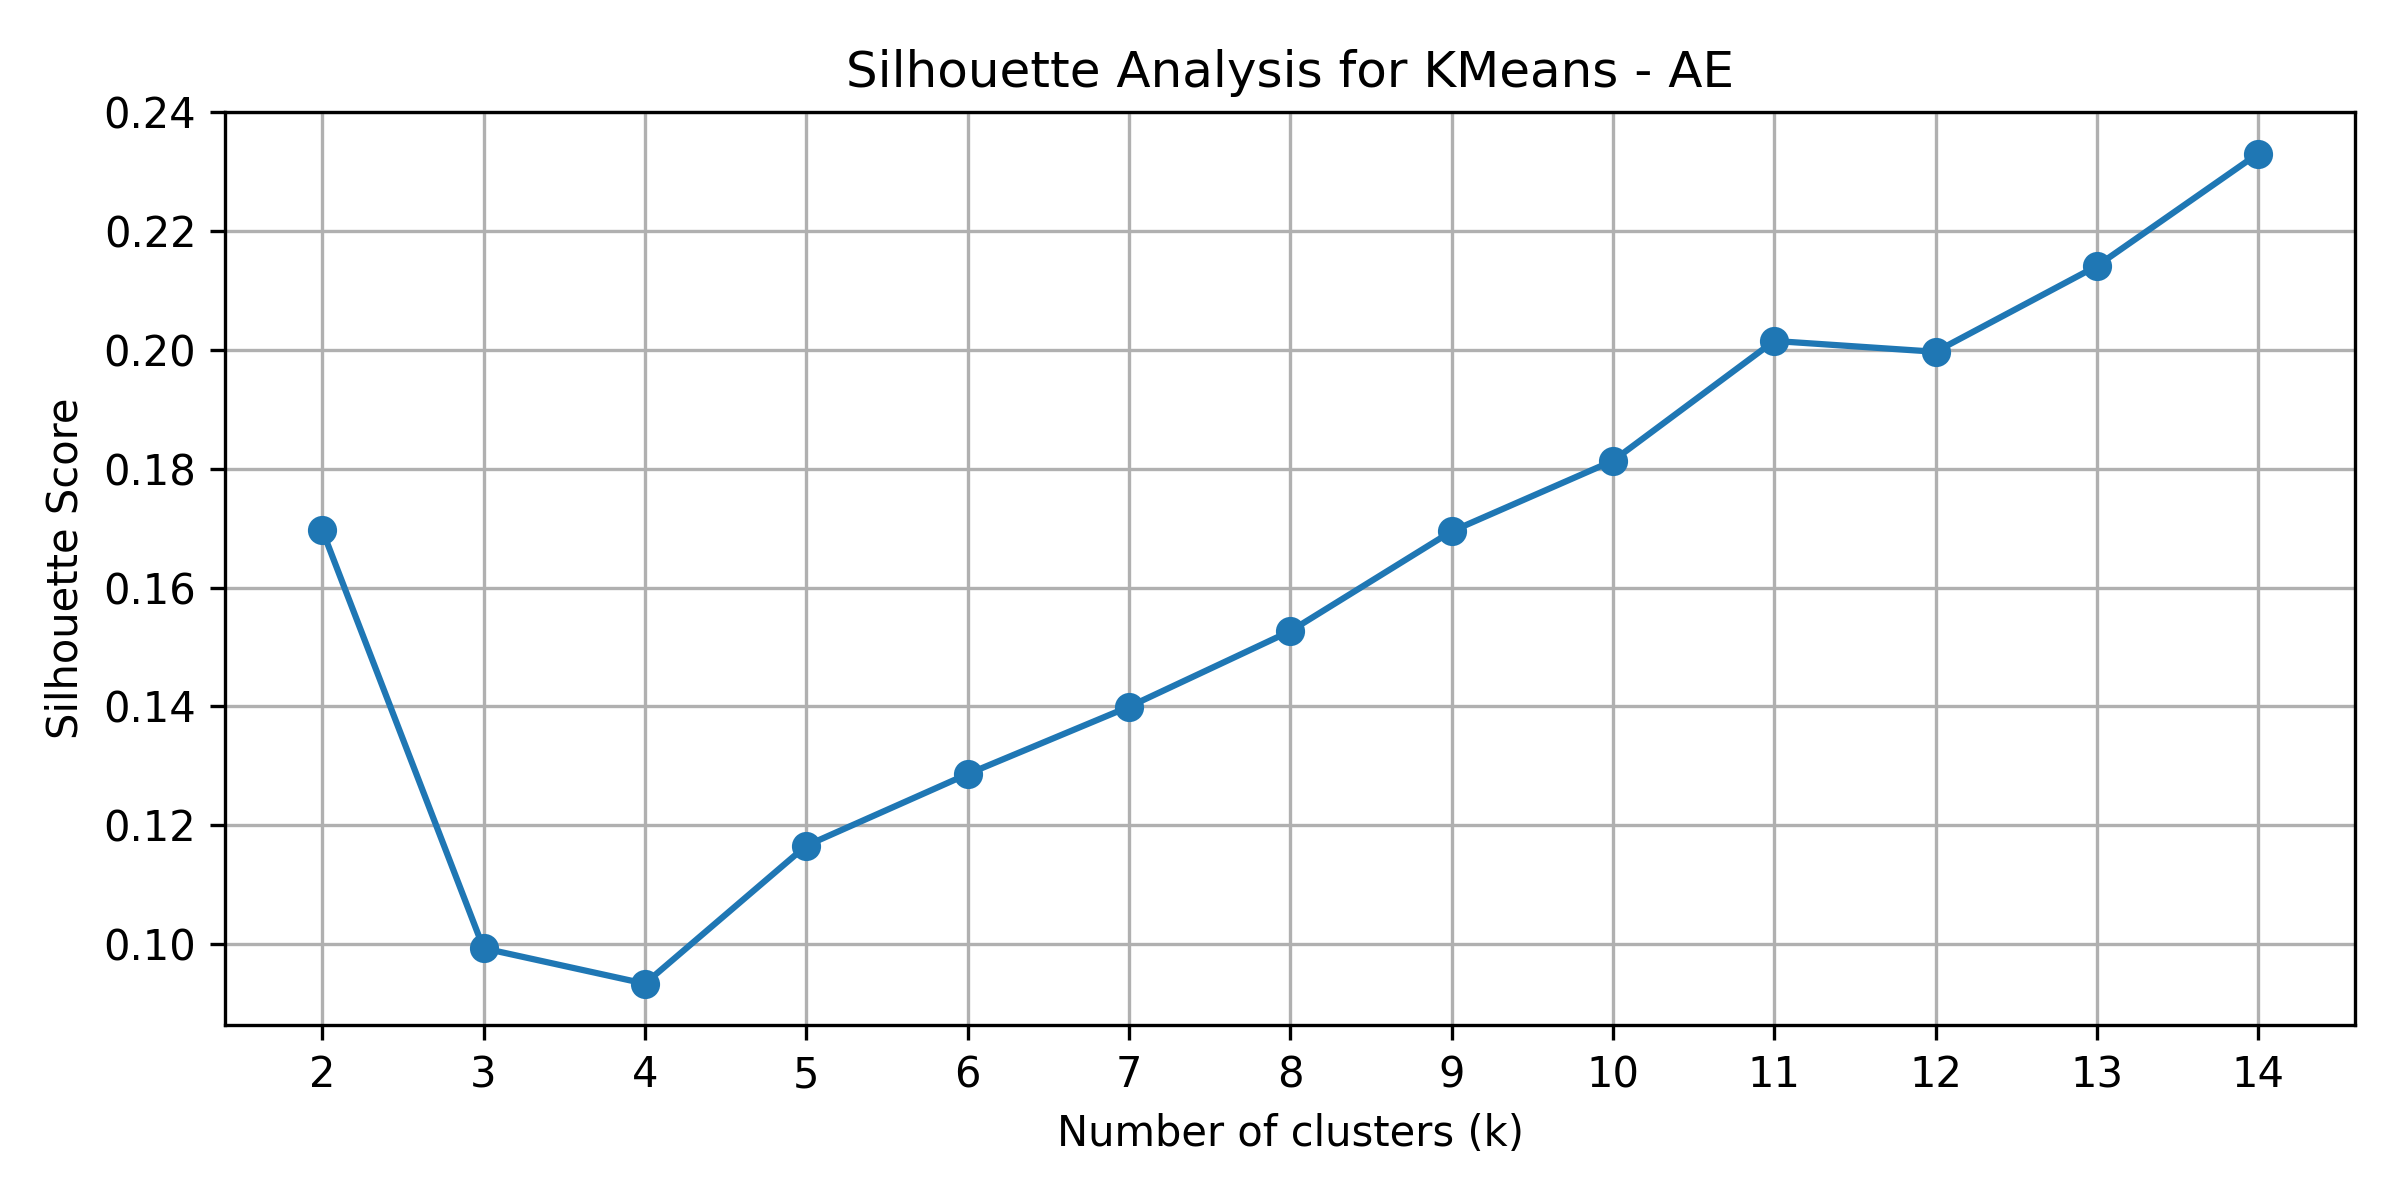 Silhouette Analysis for KMeans - AE
0.24
0.22
0.20
0.18
0.16
0.14
0.12
0.10
Silhouette Score
2 3 4 5 6 7 8 9 10 11 12 13 14
Number of clusters (k)